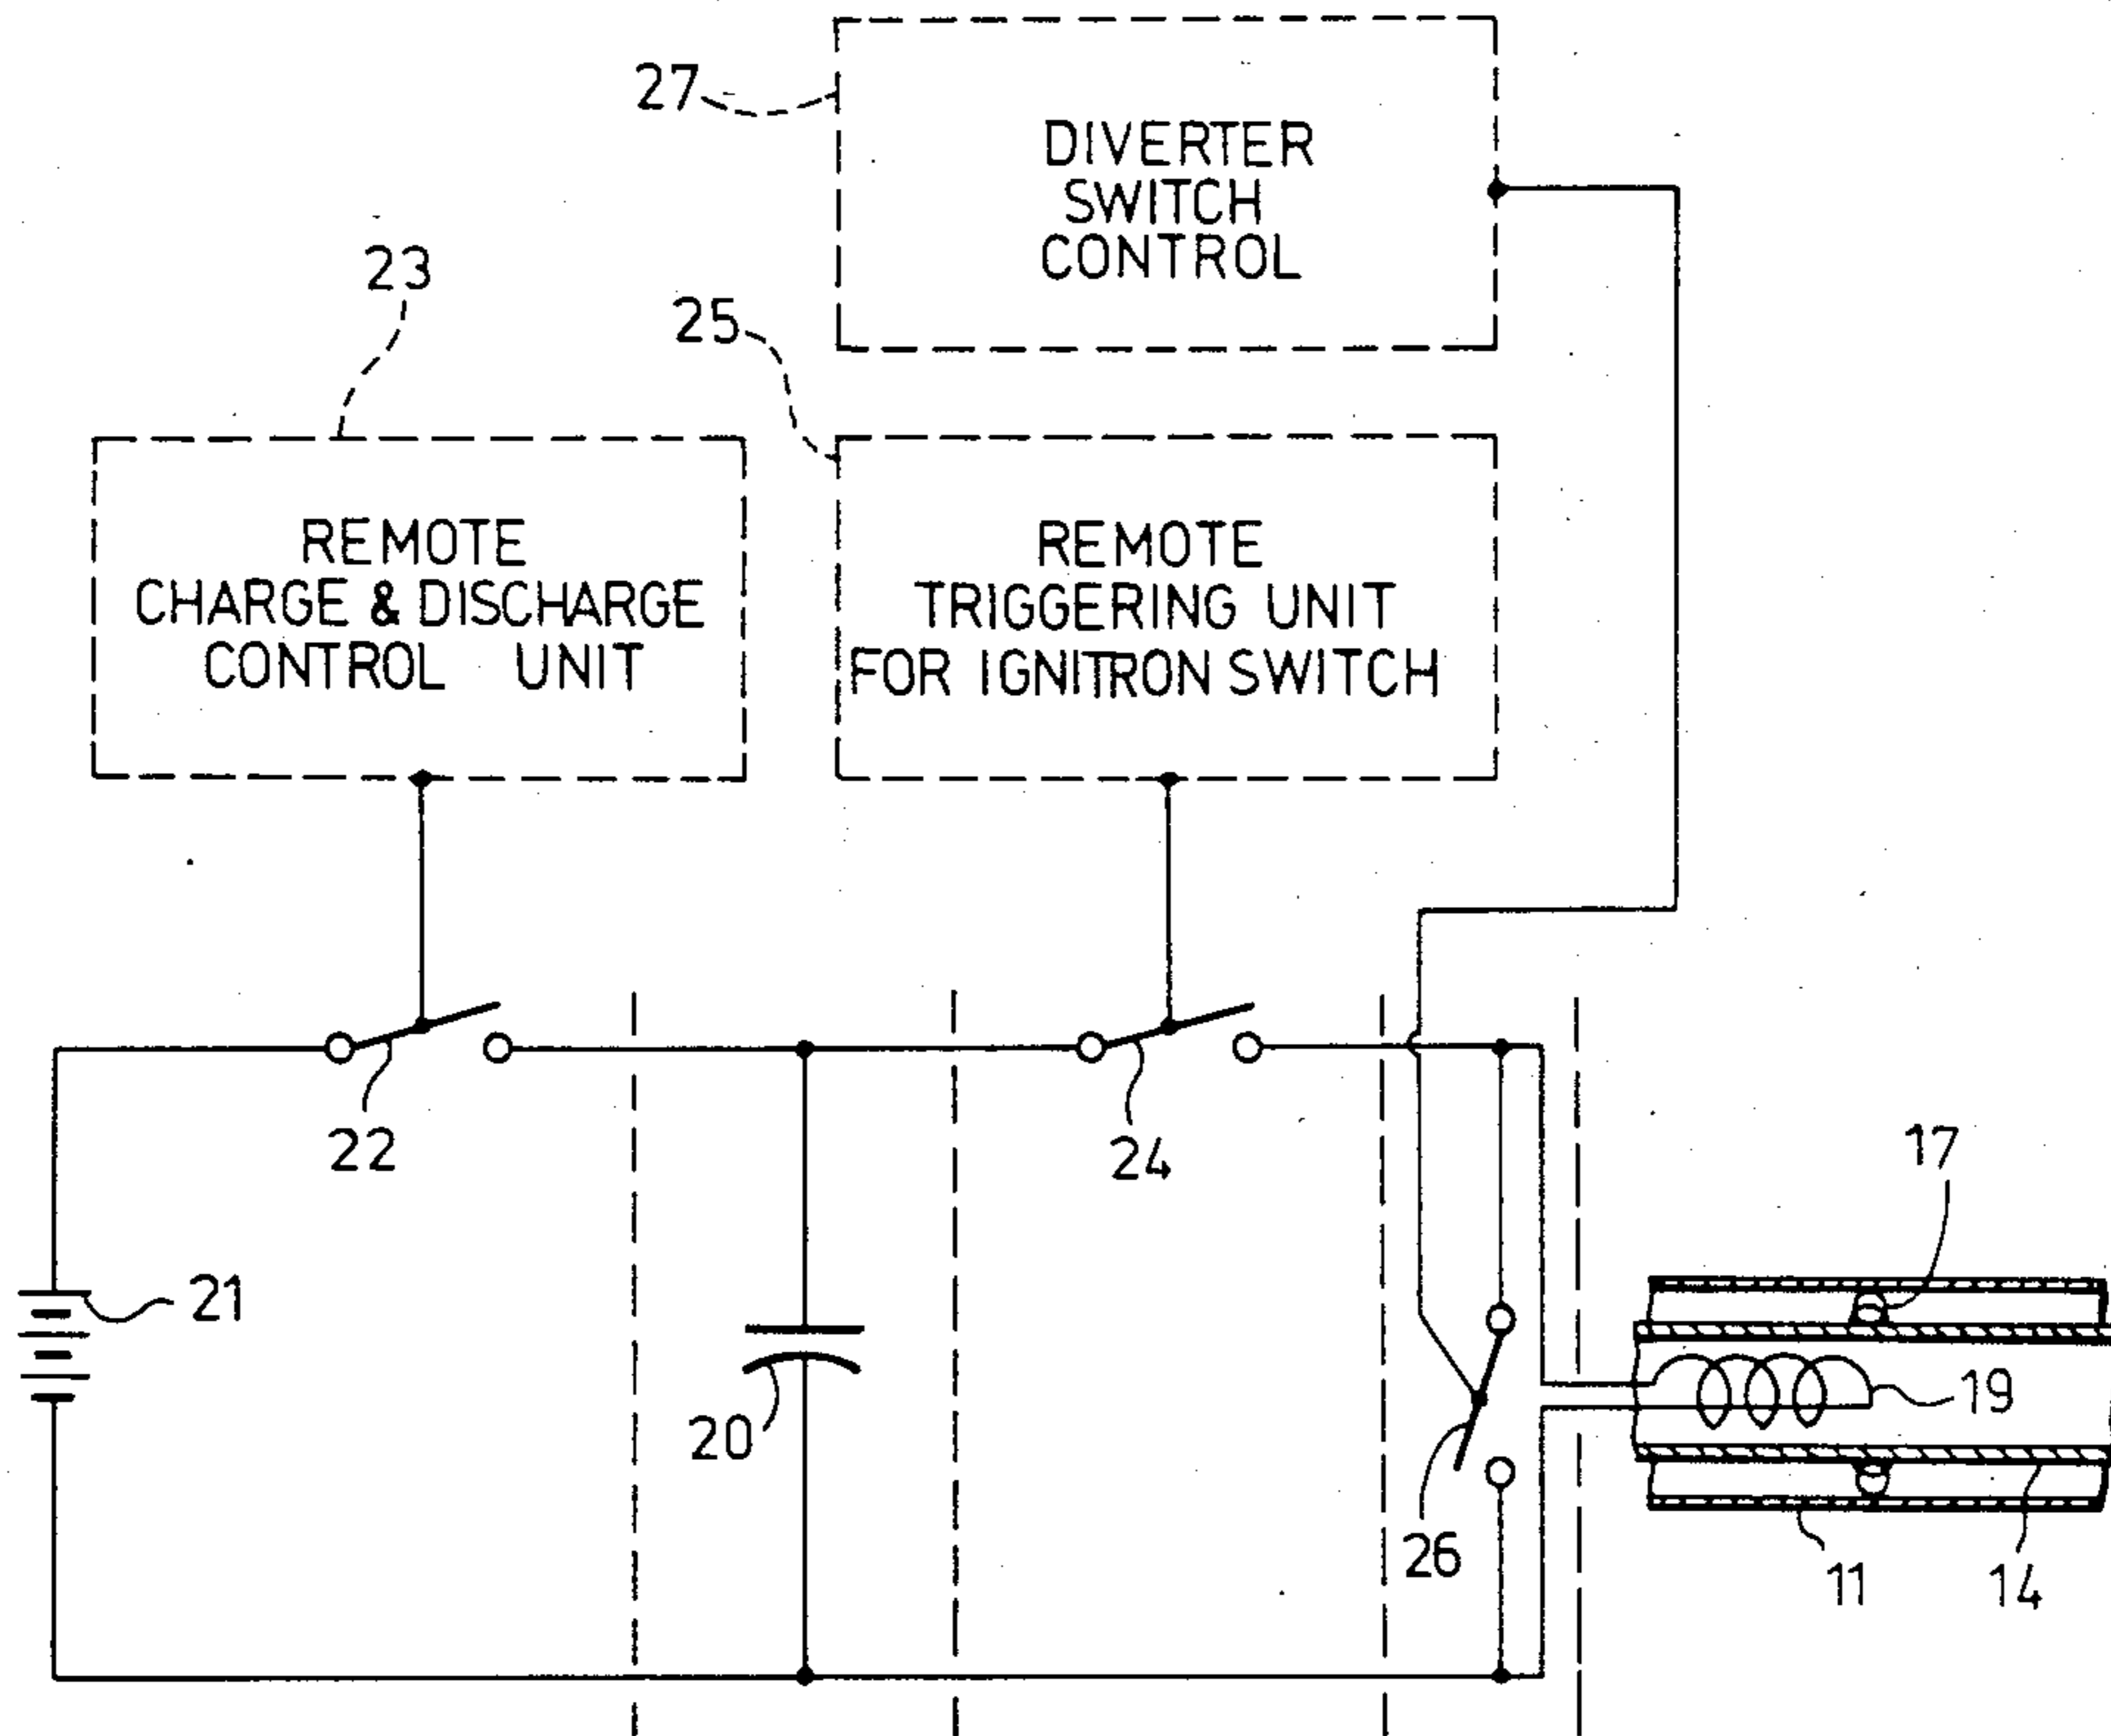 27
DIVERTER
SWITCH
CONTROL
23
25
REMOTE
CHARGE & DISCHARGE
CONTROL UNIT
REMOTE
TRIGGERING UNIT
FOR IGNITRON SWITCH
22
24
17
21
20
19
26
11
14